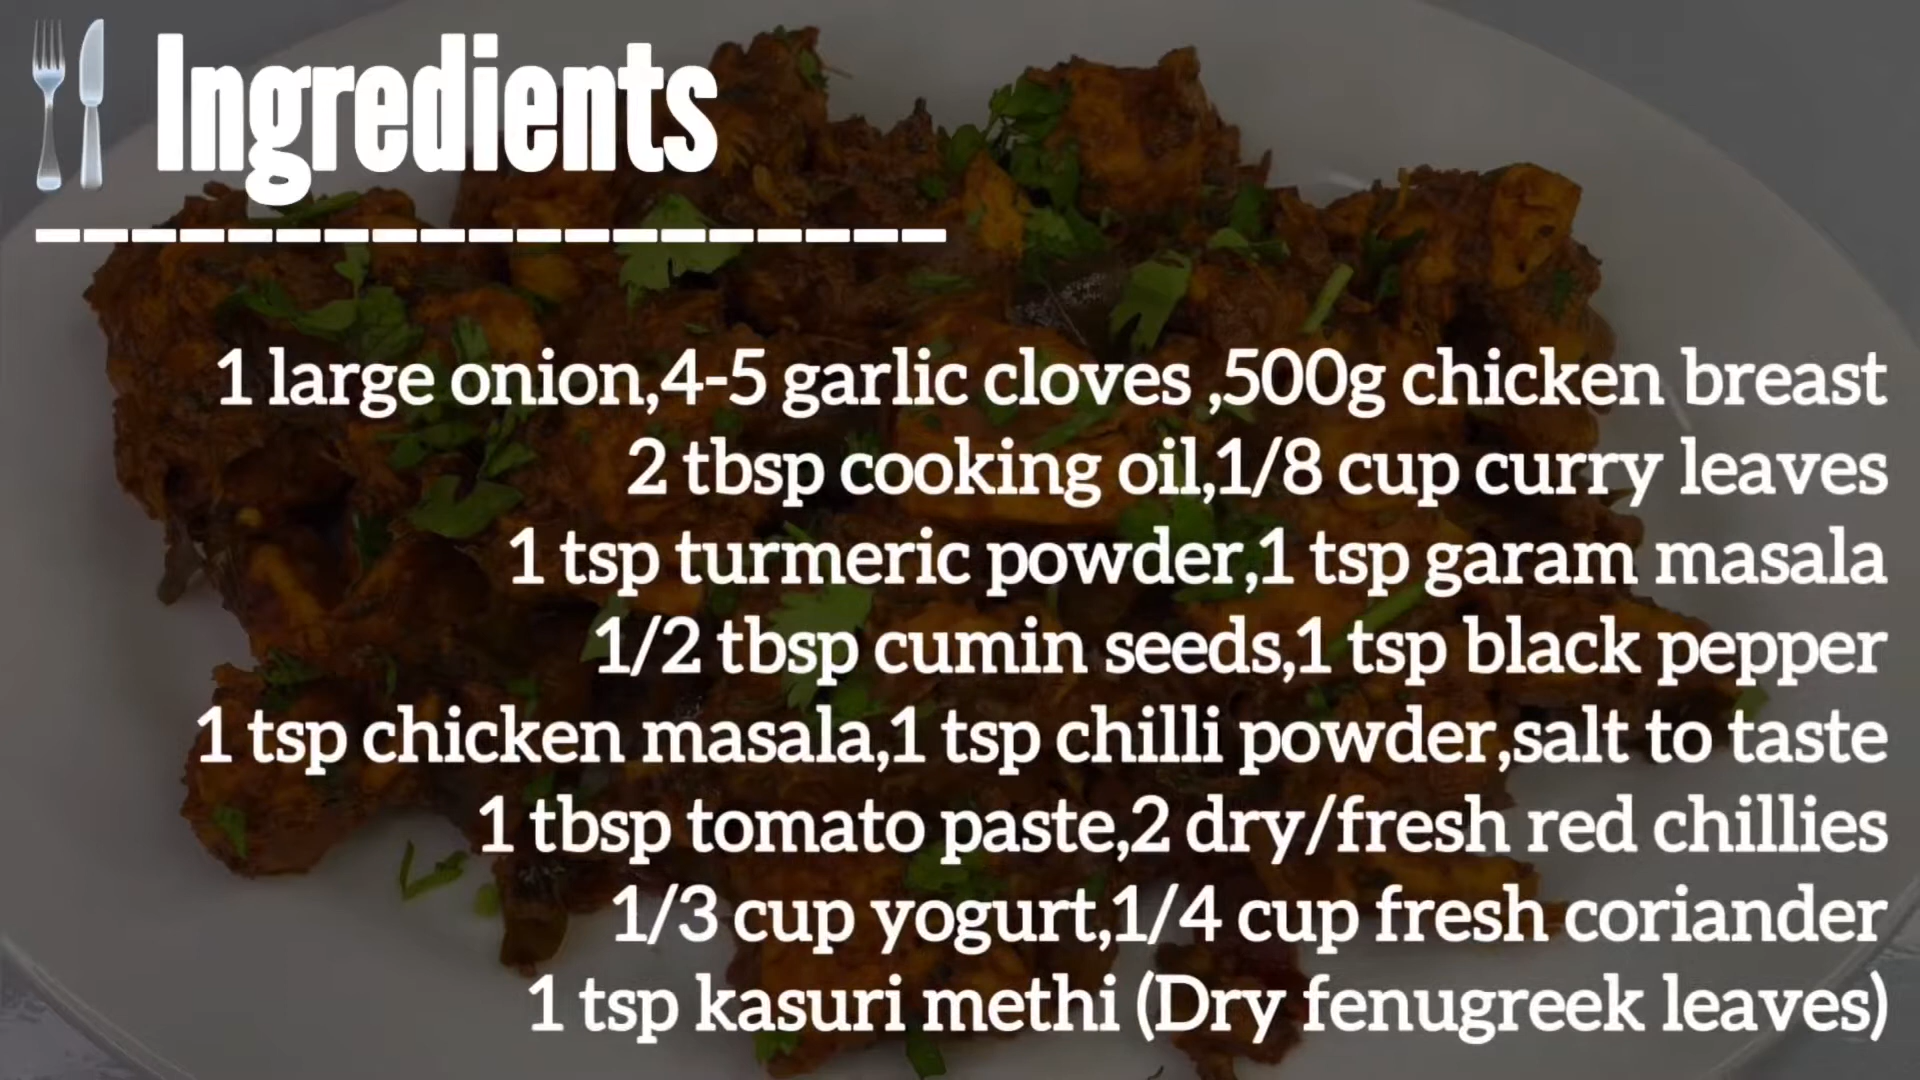 Ingredients
1 large onion,4-5 garlic cloves ,500g chicken breast
2 tbsp cooking oil,1/8 cup curry leaves
1 tsp turmeric powder,1 tsp garam masala
1/2 tbsp cumin seeds,1 tsp black pepper
1 tsp chicken masala,1 tsp chilli powder,salt to taste
1 tbsp tomato paste,2 dry/fresh red chillies
1/3 cup yogurt,1/4 cup fresh coriander
1 tsp kasuri methi (Dry fenugreek leaves)